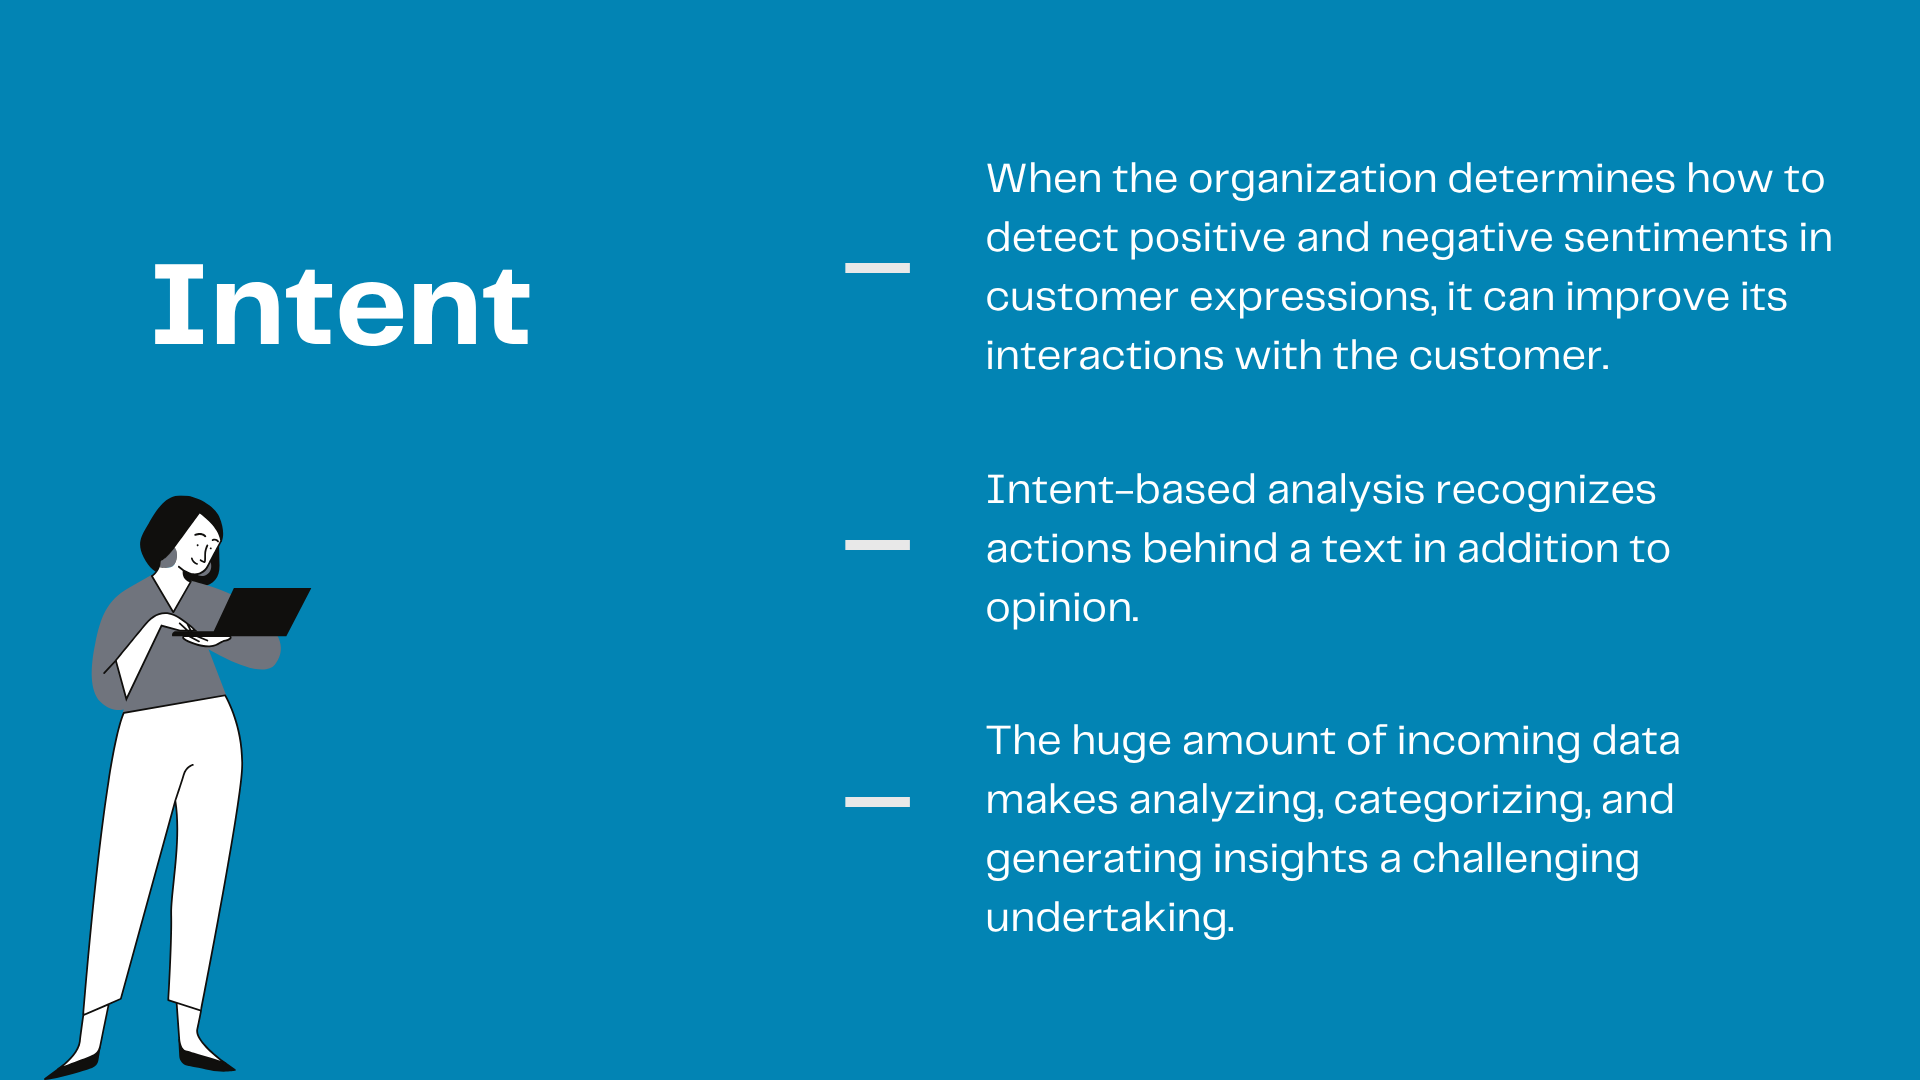 Intent
When the organization determines how to
detect positive and negative sentiments in
customer expressions, it can improve its
interactions with the customer.
Intent-based analysis recognizes
actions behind a text in addition to
opinion.
The huge amount of incoming data
makes analyzing, categorizing, and
generating insights a challenging
undertaking.